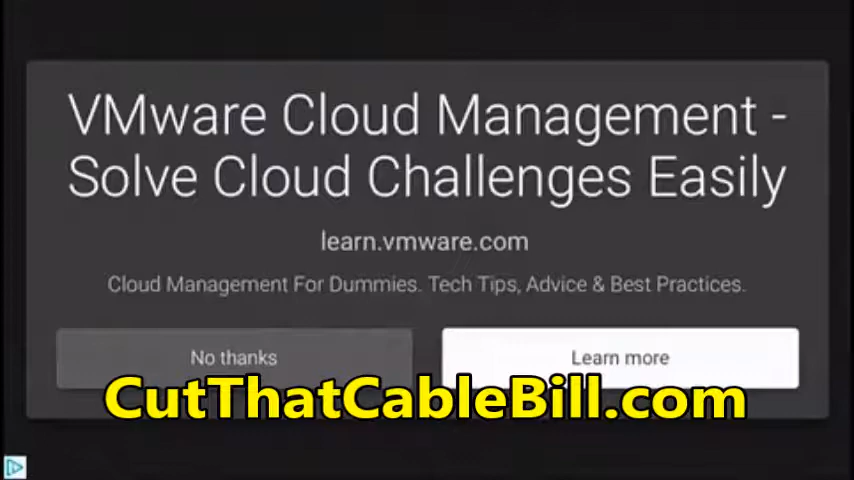 VMware Cloud Management -
Solve Cloud Challenges Easily
learn.vmware.com
Cloud Management For Dummies. Tech Tips, Advice & Best Practices.
No thanks
Learn more
CutThatCableBill.com